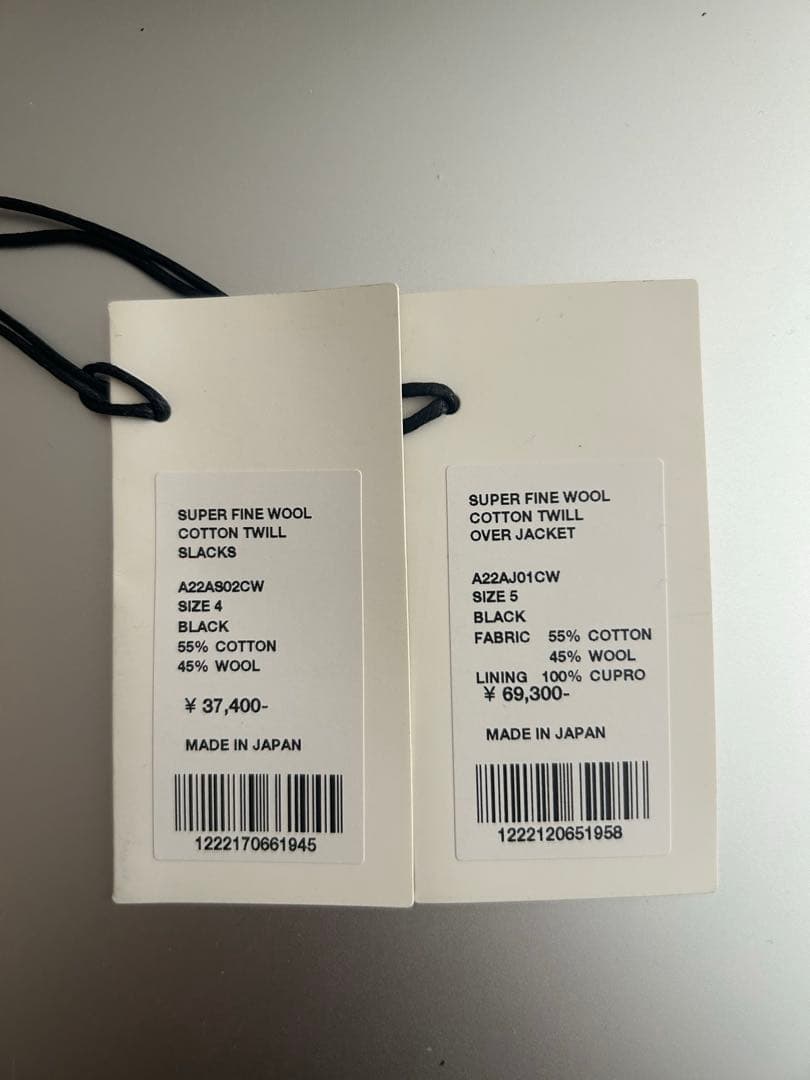 SUPER FINE WOOL
COTTON TWILL
SLACKS
A22AS02CW
SIZE 4
BLACK
55% COTTON
45% WOOL
¥ 37,400-
MADE IN JAPAN
1222170661945
SUPER FINE WOOL
COTTON TWILL
OVER JACKET
A22AJ01CW
SIZE 5
BLACK
FABRIC 55% COTTON
45% WOOL
LINING 100% CUPRO
¥ 69,300-
MADE IN JAPAN
1222120651958